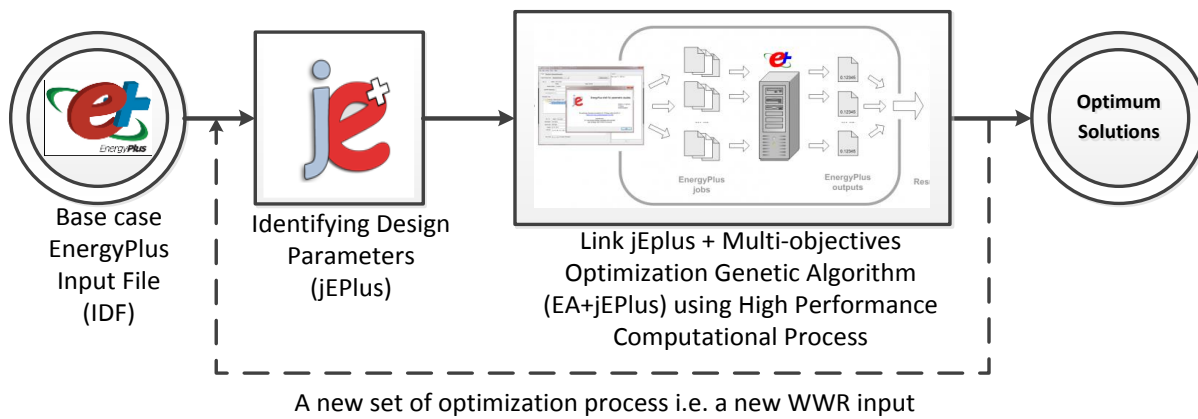 EnergyPlus
Base case
EnergyPlus
Input File
(IDF)
Identifying Design
Parameters
(jEPlus)
EnergyPlus
jobs
EnergyPlus
outputs
Link jEplus + Multi-objectives
Optimization Genetic Algorithm
(EA+jEPlus) using High Performance
Computational Process
Optimum
Solutions
A new set of optimization process i.e. a new WWR input